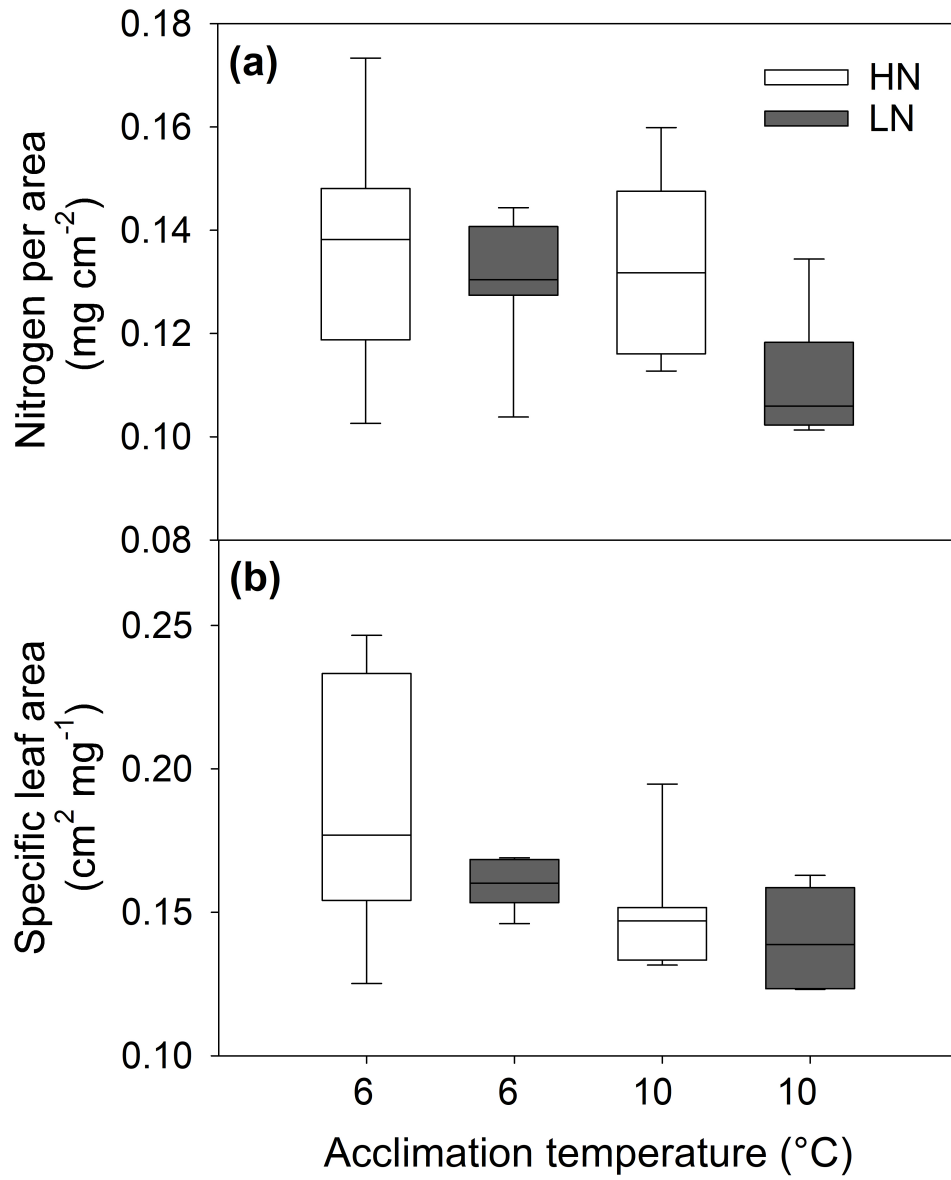 0.18
(a)
HN
LN
0.16
0.14
0.12
0.10
0.08
Nitrogen per area
(mg cm⁻²)
(b)
0.25
0.20
0.15
0.10
Specific leaf area
(cm² mg⁻¹)
6 6 10 10
Acclimation temperature (°C)